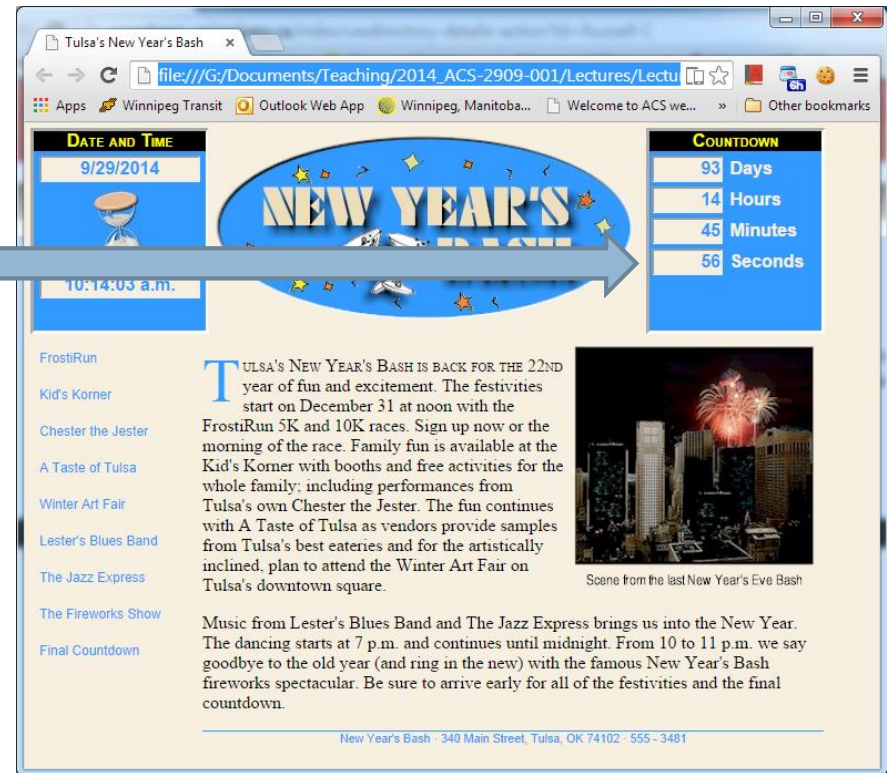 Tulsa's New Year's Bash
file:///G:/Documents/Teaching/2014_ACS-2909-001/Lectures/Lectu
6h
Apps Winnipeg Transit Outlook Web App Winnipeg, Manitoba... Welcome to ACS we... » Other bookmarks
DATE AND TIME
9/29/2014
10:14:03 a.m.
NEW YEAR'S
BASH
COUNTDOWN
93 Days
14 Hours
45 Minutes
56 Seconds
FrostiRun
Kid's Korner
Chester the Jester
A Taste of Tulsa
Winter Art Fair
Lester's Blues Band
The Jazz Express
The Fireworks Show
Final Countdown
TULSA'S NEW YEAR'S BASH IS BACK FOR THE 22ND
year of fun and excitement. The festivities
start on December 31 at noon with the
FrostiRun 5K and 10K races. Sign up now or the
morning of the race. Family fun is available at the
Kid's Korner with booths and free activities for the
whole family; including performances from
Tulsa's own Chester the Jester. The fun continues
with A Taste of Tulsa as vendors provide samples
from Tulsa's best eateries and for the artistically
inclined, plan to attend the Winter Art Fair on
Tulsa's downtown square.
Scene from the last New Year's Eve Bash
Music from Lester's Blues Band and The Jazz Express brings us into the New Year.
The dancing starts at 7 p.m. and continues until midnight. From 10 to 11 p.m. we say
goodbye to the old year (and ring in the new) with the famous New Year's Bash
fireworks spectacular. Be sure to arrive early for all of the festivities and the final
countdown.
New Year's Bash · 340 Main Street, Tulsa, OK 74102 · 555 - 3481